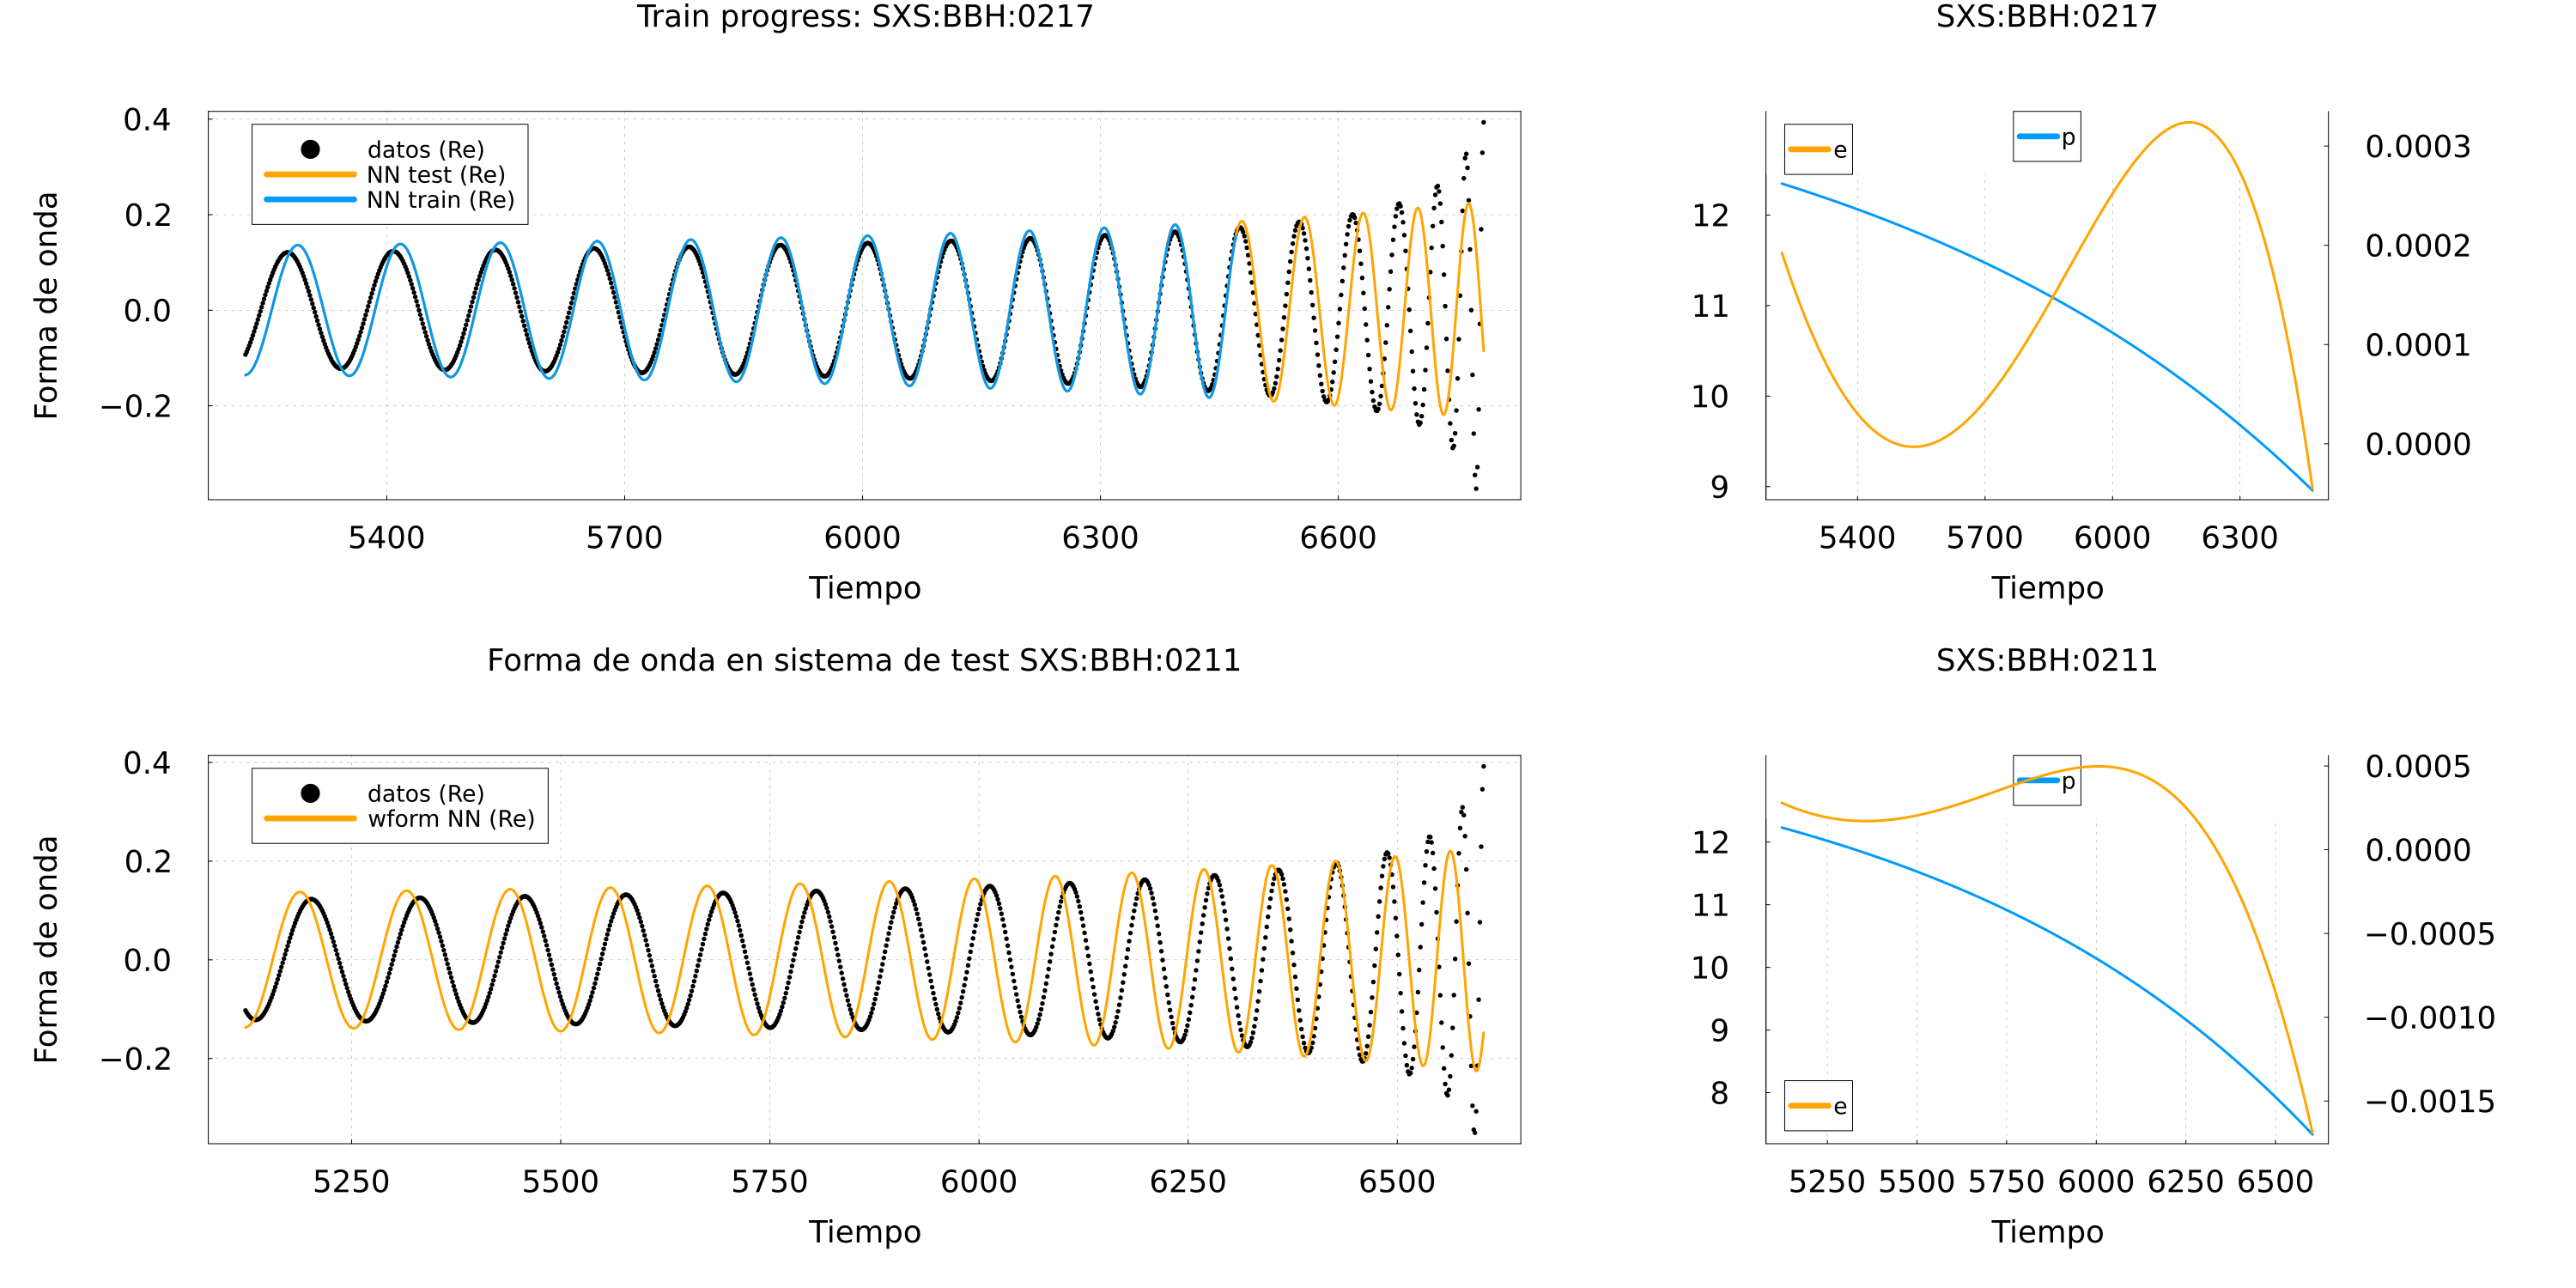 Train progress: SXS:BBH:0217
datos (Re)
NN test (Re)
NN train (Re)
Forma de onda
0.4
0.2
0.0
−0.2
5400 5700 6000 6300 6600
Tiempo
SXS:BBH:0217
e
p
12
11
10
9
0.0003
0.0002
0.0001
0.0000
5400 5700 6000 6300
Tiempo
Forma de onda en sistema de test SXS:BBH:0211
datos (Re)
wform NN (Re)
Forma de onda
0.4
0.2
0.0
−0.2
5250 5500 5750 6000 6250 6500
Tiempo
SXS:BBH:0211
p
e
12
11
10
9
8
0.0005
0.0000
−0.0005
−0.0010
−0.0015
5250 5500 5750 6000 6250 6500
Tiempo